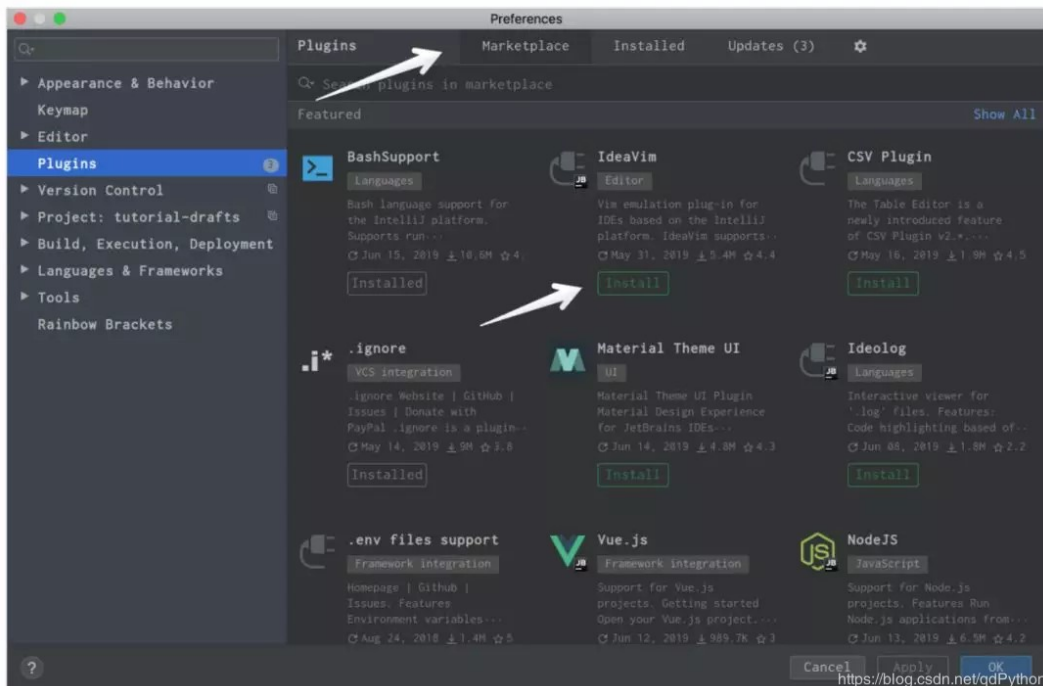 Preferences
Plugins Marketplace Installed Updates (3)
Search plugins in marketplace
Featured Show All
Appearance & Behavior
Keymap
Editor
Plugins 3
Version Control
Project: tutorial-drafts
Build, Execution, Deployment
Languages & Frameworks
Tools
Rainbow Brackets
BashSupport
Languages
Bash language support for
the IntelliJ platform.
Supports run···
Jun 15, 2019 10.6M 4.
Installed
IdeaVim
Editor
Vim emulation plug-in for
IDEs based on the IntelliJ
platform. IdeaVim supports···
May 31, 2019 5.4M 4.4
Install
CSV Plugin
Languages
The Table Editor is a
newly introduced feature
of CSV Plugin v2.*.···
May 16, 2019 1.9M 4.5
Install
.i*
.ignore
VCS integration
.ignore Website | GitHub |
Issues | Donate with
PayPal .ignore is a plugin···
May 14, 2019 9M 3.8
Installed
Material Theme UI
UI
Material Theme UI Plugin
Material Design Experience
for JetBrains IDEs···
Jun 14, 2019 4.8M 4.3
Install
Ideolog
Languages
Interactive viewer for
'.log' files. Features:
Code highlighting based of···
Jun 08, 2019 1.8M 2.2
Install
.env files support
Framework integration
Homepage | Github |
Issues. Features
Environment variables···
Aug 24, 2018 1.4M 5
Vue.js
Framework integration
Support for Vue.js
projects. Getting started
Open your Vue.js project.···
Jun 12, 2019 989.7K 3
NodeJS
JavaScript
Support for Node.js
projects. Features Run
Node.js applications from···
Jun 13, 2019 6.5M 4.2
? Cancel Apply OK
https://blog.csdn.net/qdPython